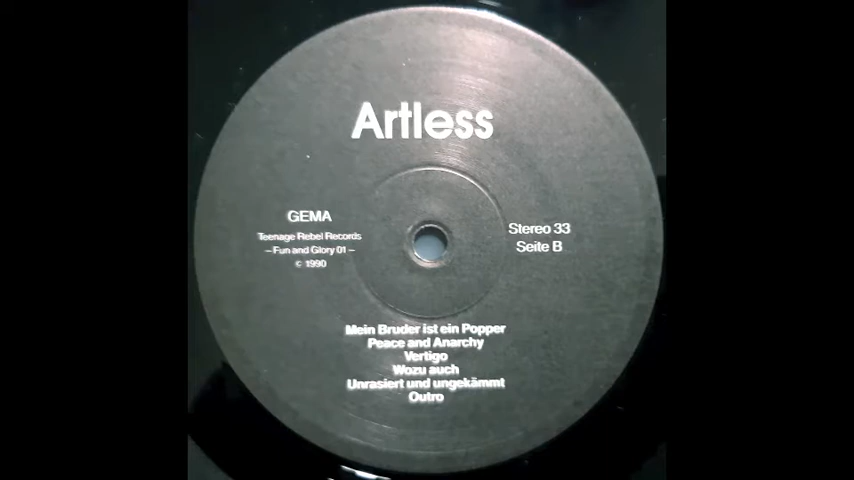 Artless
GEMA
Teenage Rebel Records
– Fun and Glory 01 –
© 1990
Stereo 33
Seite B
Mein Bruder ist ein Popper
Peace and Anarchy
Vertigo
Wozu auch
Unrasiert und ungekämmt
Outro